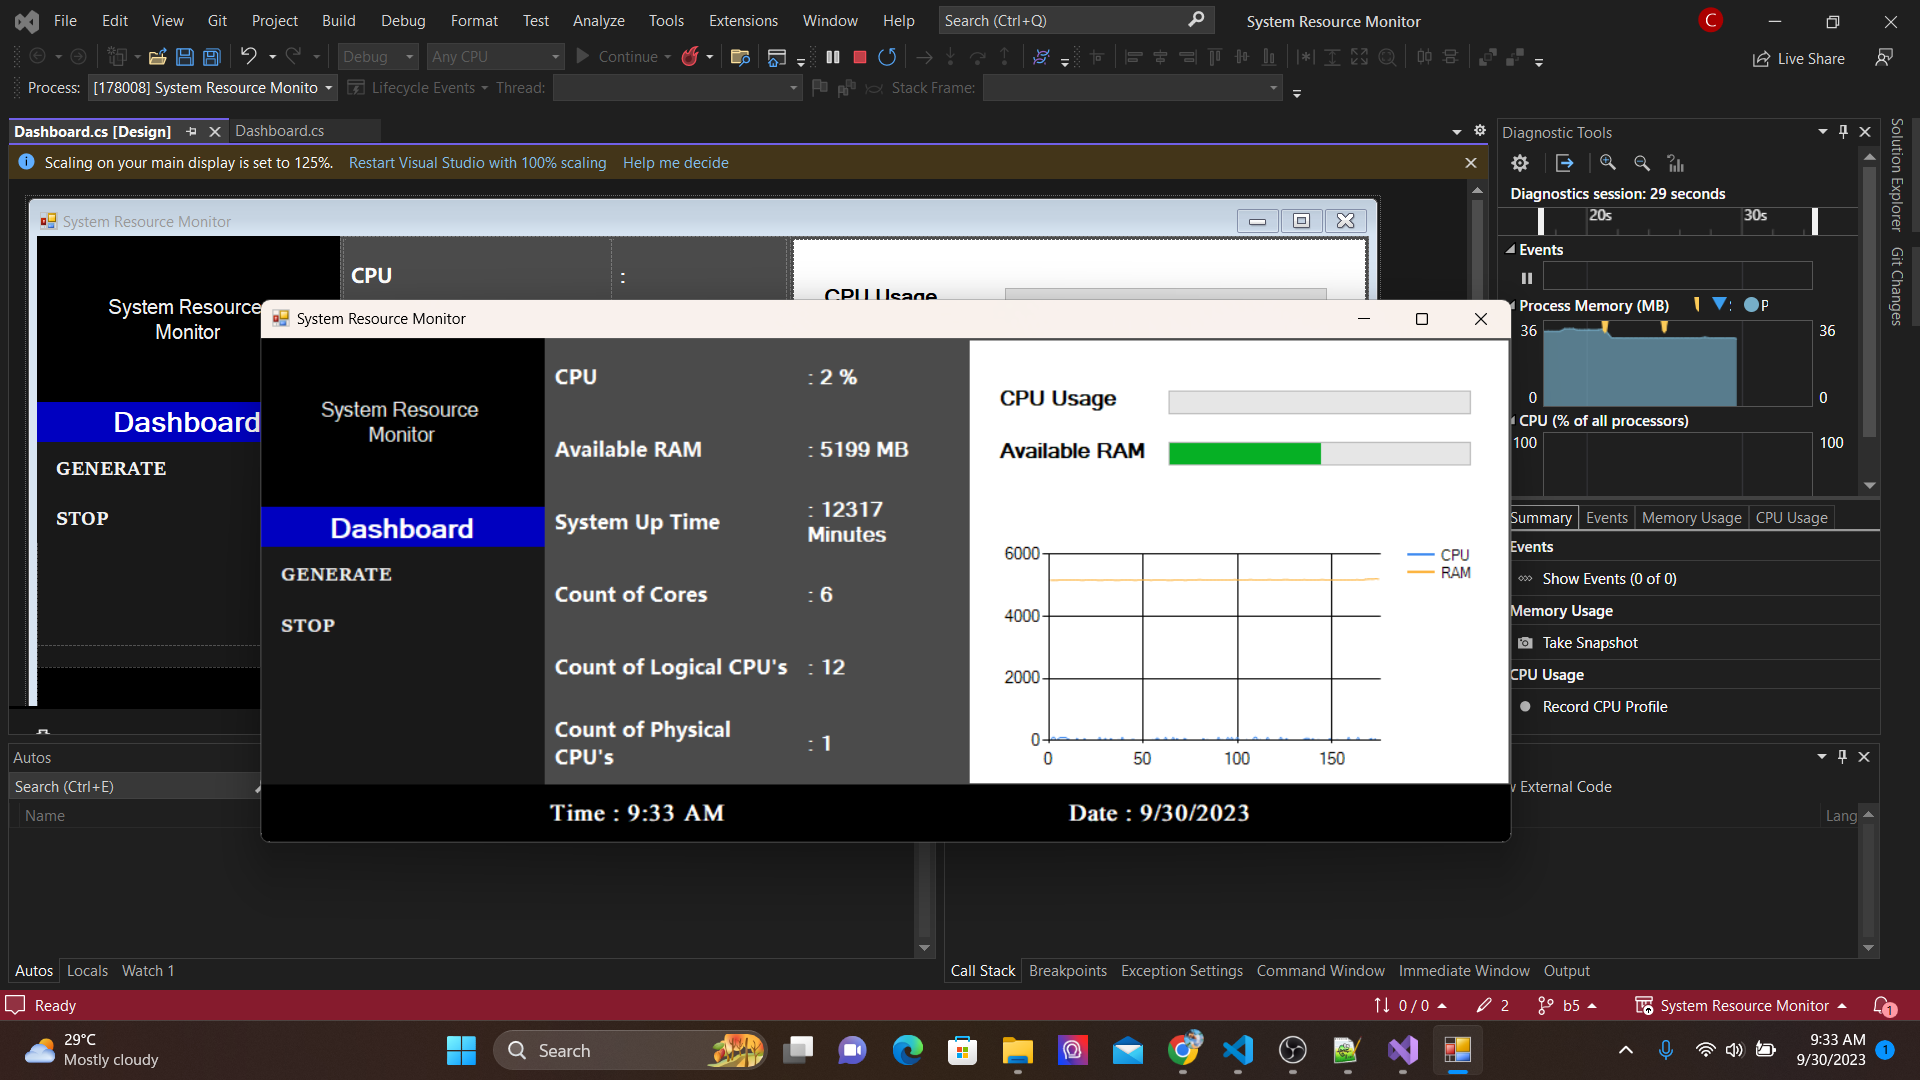 File Edit View Git Project Build Debug Format Test Analyze Tools Extensions Window Help Search (Ctrl+Q) System Resource Monitor C
Debug Any CPU Continue Live Share
Process: [178008] System Resource Monito Lifecycle Events Thread: Stack Frame:
Dashboard.cs [Design] Dashboard.cs
Scaling on your main display is set to 125%. Restart Visual Studio with 100% scaling Help me decide
System Resource Monitor
System Resource
Monitor
CPU :
CPU Usage
Dashboard
GENERATE
STOP
System Resource Monitor
System Resource
Monitor
Dashboard
GENERATE
STOP
CPU : 2 %
Available RAM : 5199 MB
System Up Time : 12317
Minutes
Count of Cores : 6
Count of Logical CPU's : 12
Count of Physical
CPU's : 1
CPU Usage
Available RAM
6000
4000
2000
0
0 50 100 150
CPU
RAM
Time : 9:33 AM Date : 9/30/2023
Diagnostic Tools
Diagnostics session: 29 seconds
20s 30s
Events
Process Memory (MB) P
36 36
0 0
CPU (% of all processors)
100 100
Summary Events Memory Usage CPU Usage
Events
Show Events (0 of 0)
Memory Usage
Take Snapshot
CPU Usage
Record CPU Profile
Solution Explorer
Git Changes
Autos
Search (Ctrl+E)
Name
External Code
Lang
Autos Locals Watch 1
Call Stack Breakpoints Exception Settings Command Window Immediate Window Output
Ready 0 / 0 2 b5 System Resource Monitor 1
29°C
Mostly cloudy
Search
9:33 AM
9/30/2023
1